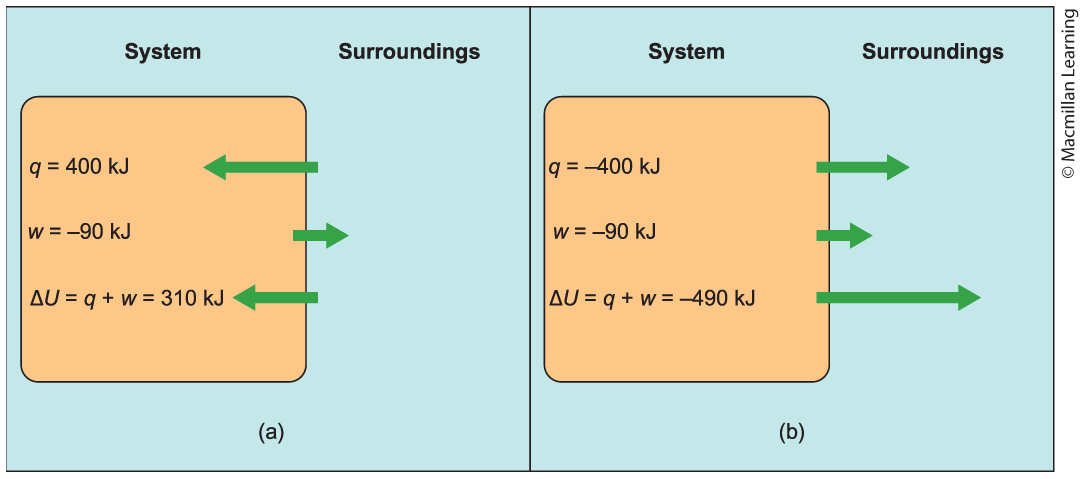 System
Surroundings
q = 400 kJ
w = –90 kJ
ΔU = q + w = 310 kJ
(a)
System
Surroundings
q = –400 kJ
w = –90 kJ
ΔU = q + w = –490 kJ
(b)
© Macmillan Learning